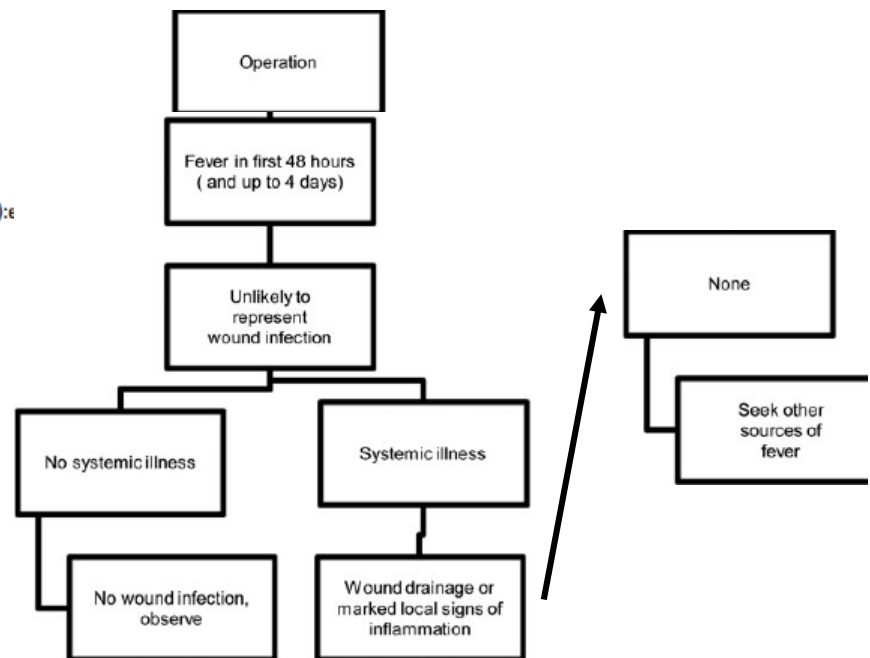 Operation
Fever in first 48 hours
( and up to 4 days)
Unlikely to
represent
wound infection
No systemic illness
Systemic illness
No wound infection,
observe
Wound drainage or
marked local signs of
inflammation
None
Seek other
sources of
fever